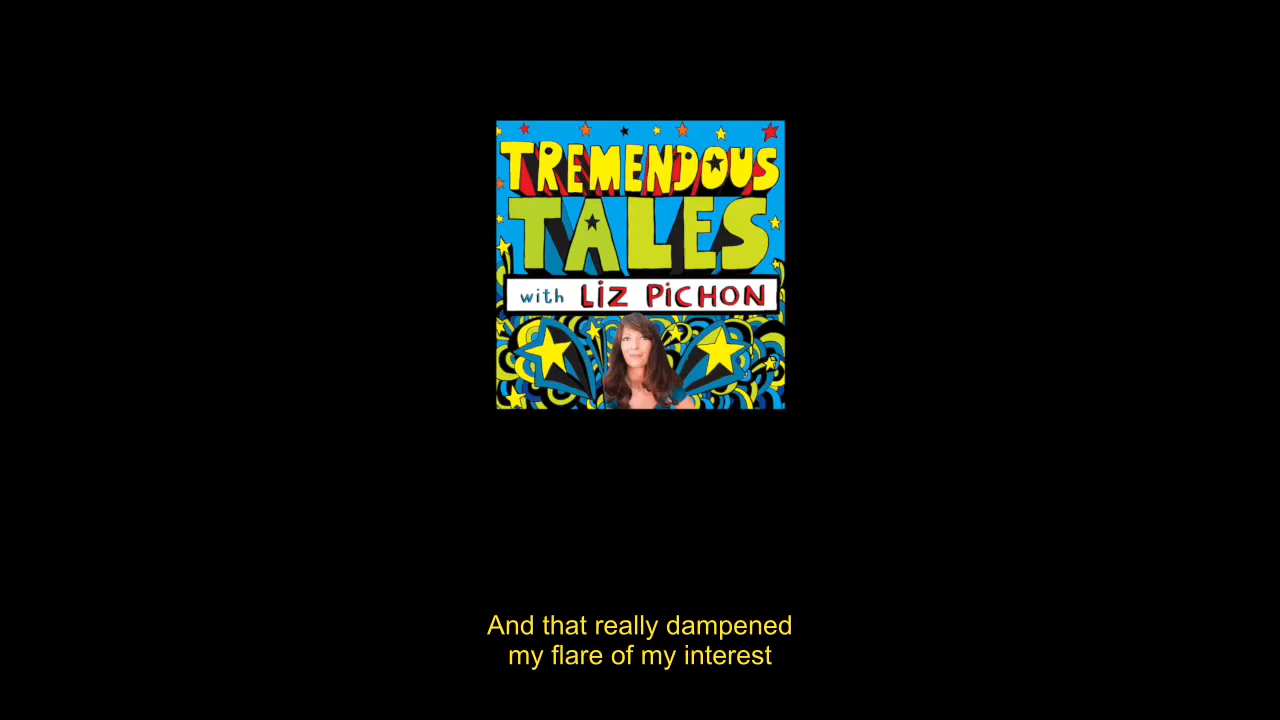 TREMENDOUS
TALES
with LiZ PiCHON
And that really dampened
my flare of my interest